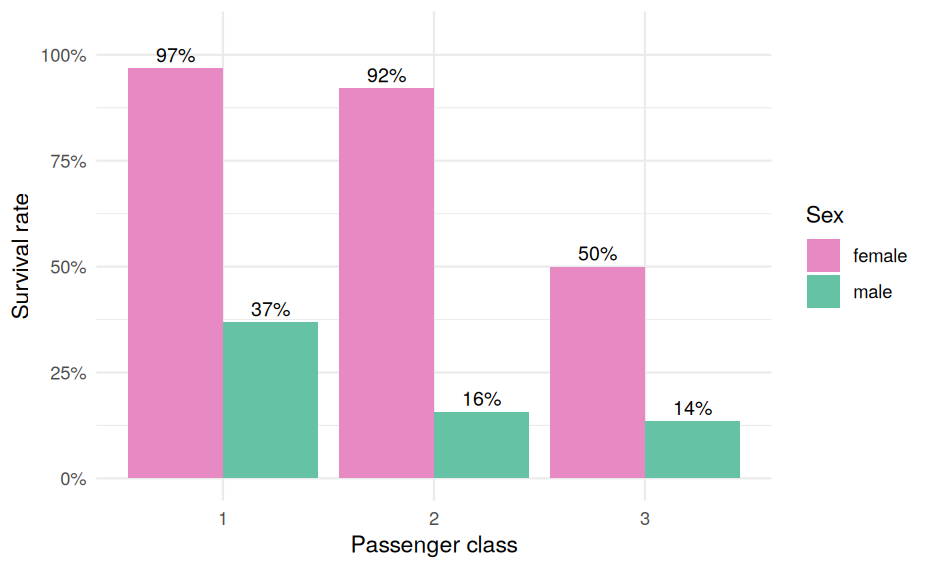 Survival rate
100%
75%
50%
25%
0%
97%
37%
92%
16%
50%
14%
1
2
3
Passenger class
Sex
female
male